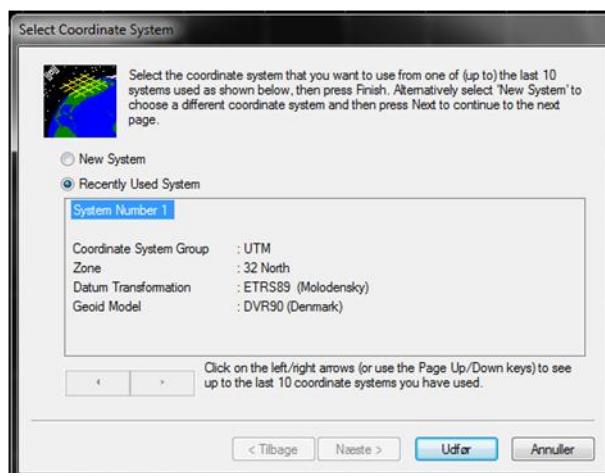 Select Coordinate System
Select the coordinate system that you want to use from one of (up to) the last 10
systems used as shown below, then press Finish. Alternatively select 'New System' to
choose a different coordinate system and then press Next to continue to the next
page.
New System
Recently Used System
System Number 1
Coordinate System Group : UTM
Zone : 32 North
Datum Transformation : ETRS89 (Molodensky)
Geoid Model : DVR90 (Denmark)
Click on the left/right arrows (or use the Page Up/Down keys) to see
up to the last 10 coordinate systems you have used.
< Tilbage Næste > Udfør Annuller